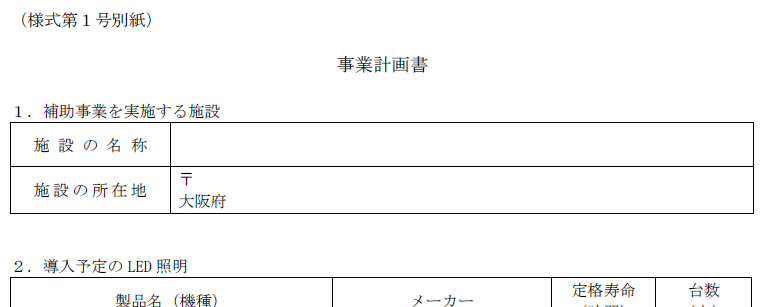 （様式第１号別紙）
事業計画書
１．補助事業を実施する施設
施設の名称
施設の所在地
〒
大阪府
２．導入予定のLED照明
製品名（機種）
メーカー
定格寿命
台数